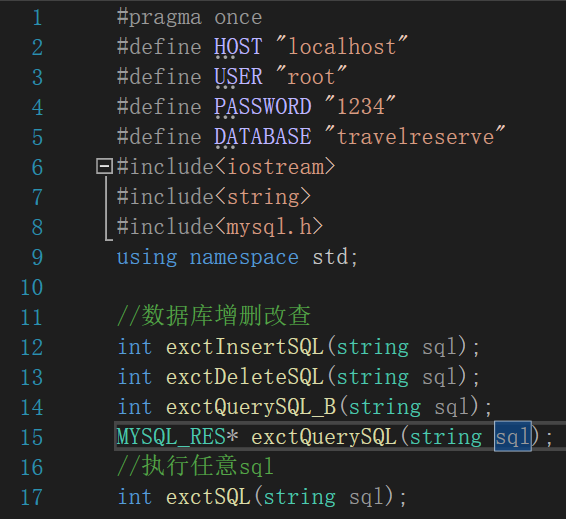 1 #pragma once
2 #define HOST "localhost"
3 #define USER "root"
4 #define PASSWORD "1234"
5 #define DATABASE "travelreserve"
6 #include<iostream>
7 #include<string>
8 #include<mysql.h>
9 using namespace std;
10
11 //数据库增删改查
12 int exctInsertSQL(string sql);
13 int exctDeleteSQL(string sql);
14 int exctQuerySQL_B(string sql);
15 MYSQL_RES* exctQuerySQL(string sql);
16 //执行任意sql
17 int exctSQL(string sql);